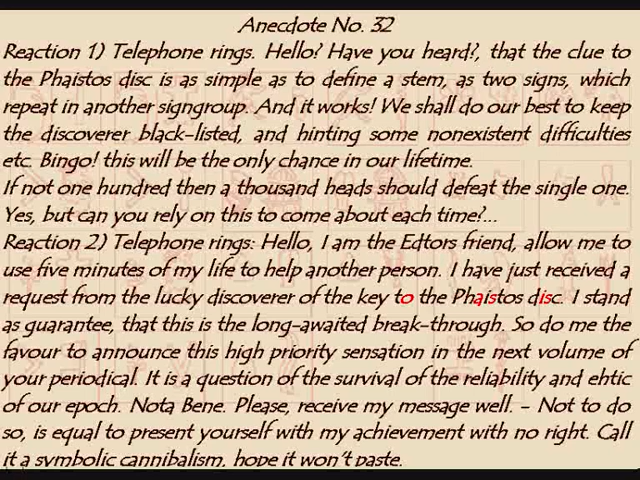 Anecdote No. 32
Reaction 1) Telephone rings. Hello? Have you heard?, that the clue to
the Phaistos disc is as simple as to define a stem, as two signs, which
repeat in another signgroup. And it works! We shall do our best to keep
the discoverer black-listed, and hinting some nonexistent difficulties
etc. Bingo! this will be the only chance in our lifetime.
If not one hundred then a thousand heads should defeat the single one.
Yes, but can you rely on this to come about each time?...
Reaction 2) Telephone rings: Hello, I am the Edtors friend, allow me to
use five minutes of my life to help another person. I have just received a
request from the lucky discoverer of the key to the Phaistos disc. I stand
as guarantee, that this is the long-awaited break-through. So do me the
favour to announce this high priority sensation in the next volume of
your periodical. It is a question of the survival of the reliability and ehtic
of our epoch. Nota Bene. Please, receive my message well. - Not to do
so, is equal to present yourself with my achievement with no right. Call
it a symbolic cannibalism, hope it won't paste.